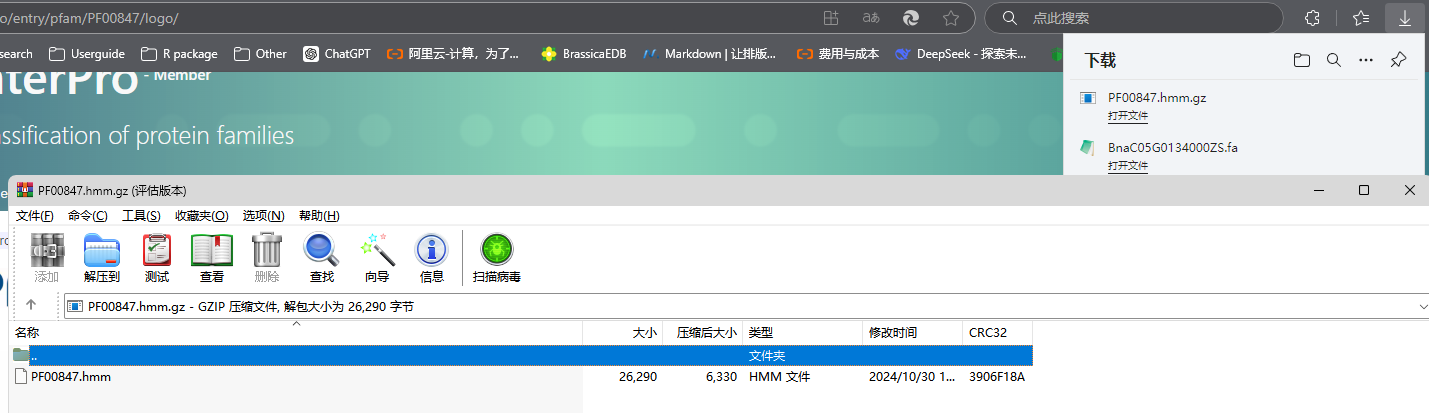 o/entry/pfam/PF00847/logo/
aあ
点此搜索
search Userguide R package Other ChatGPT 阿里云-计算，为了... BrassicaEDB Markdown | 让排版... 费用与成本 DeepSeek - 探索未...
下载
nterPro - Member
assification of protein families
PF00847.hmm.gz
打开文件
BnaC05G0134000ZS.fa
打开文件
PF00847.hmm.gz (评估版本)
文件(F) 命令(C) 工具(S) 收藏夹(O) 选项(N) 帮助(H)
添加 解压到 测试 查看 删除 查找 向导 信息 扫描病毒
PF00847.hmm.gz - GZIP 压缩文件, 解包大小为 26,290 字节
名称 大小 压缩后大小 类型 修改时间 CRC32
.. 文件夹
PF00847.hmm 26,290 6,330 HMM 文件 2024/10/30 1... 3906F18A